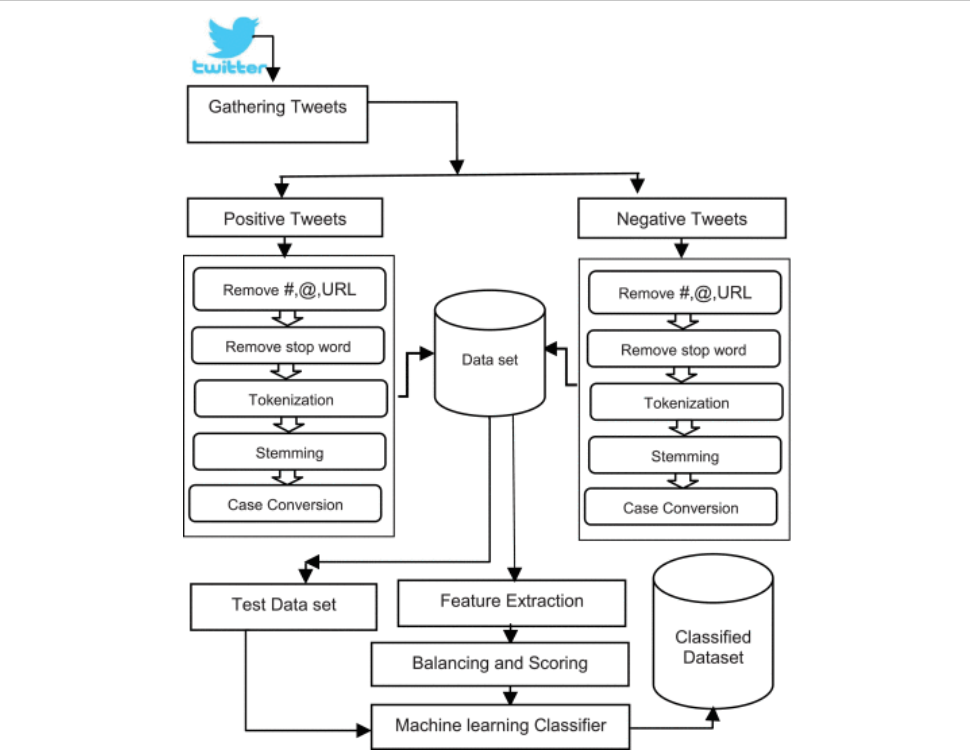 twitter
Gathering Tweets
Positive Tweets
Negative Tweets
Remove #,@,URL
Remove stop word
Tokenization
Stemming
Case Conversion
Data set
Remove #,@,URL
Remove stop word
Tokenization
Stemming
Case Conversion
Test Data set
Feature Extraction
Balancing and Scoring
Machine learning Classifier
Classified
Dataset